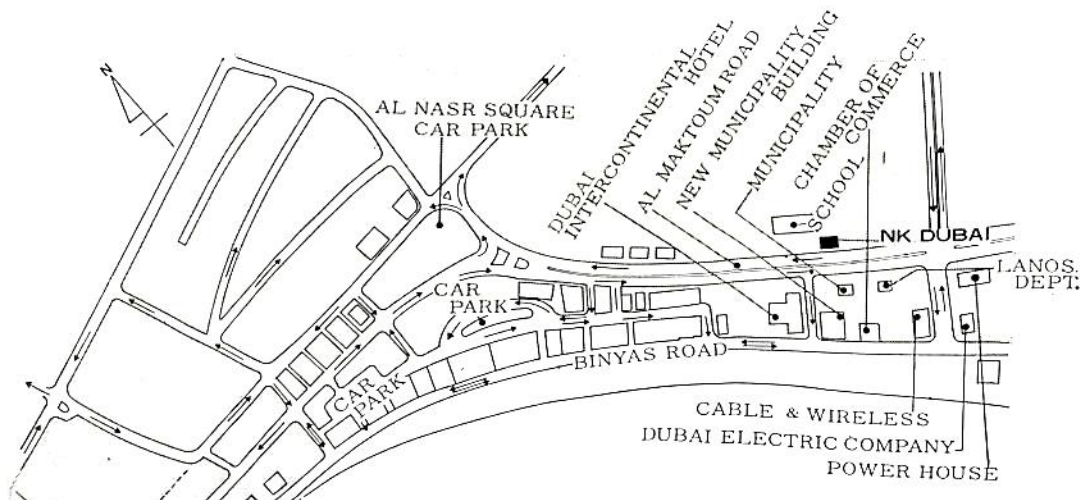 N
AL NASR SQUARE
CAR PARK
DUBAI
INTERCONTINENTAL
HOTEL
AL MAKTOUM ROAD
NEW MUNICIPALITY
BUILDING
MUNICIPALITY
CHAMBER OF
COMMERCE
SCHOOL
NK DUBAI
LANOS.
DEPT:
CAR
PARK
BINYAS ROAD
CAR
PARK
CABLE & WIRELESS
DUBAI ELECTRIC COMPANY
POWER HOUSE